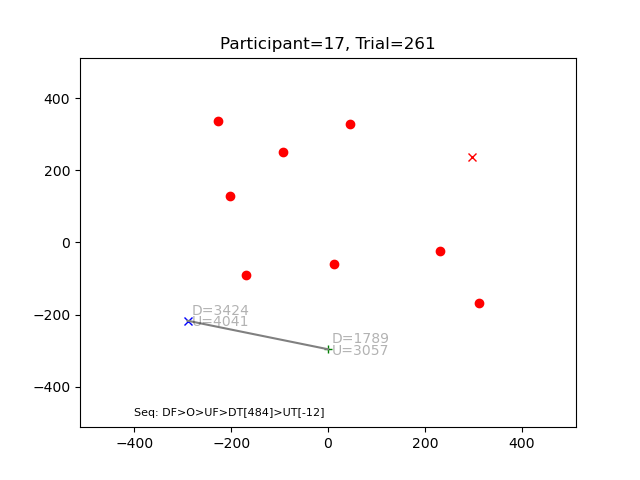 Participant=17, Trial=261
400
200
0
−200
−400
D=3424
U=4041
D=1789
U=3057
Seq: DF>O>UF>DT[484]>UT[-12]
−400
−200
0
200
400